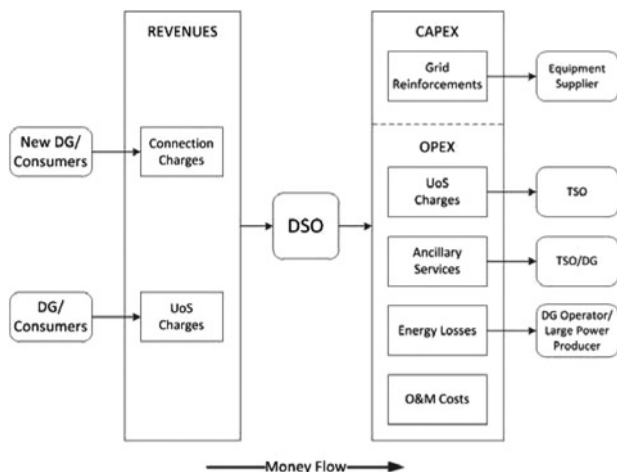 REVENUES
CAPEX
Grid
Reinforcements
Equipment
Supplier
New DG/
Consumers
Connection
Charges
OPEX
UoS
Charges
TSO
DSO
Ancillary
Services
TSO/DG
DG/
Consumers
UoS
Charges
Energy Losses
DG Operator/
Large Power
Producer
O&M Costs
Money Flow